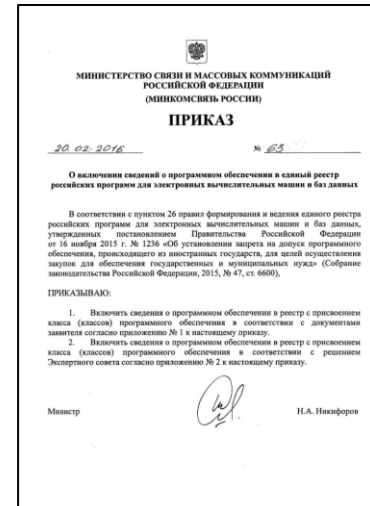 МИНИСТЕРСТВО СВЯЗИ И МАССОВЫХ КОММУНИКАЦИЙ
РОССИЙСКОЙ ФЕДЕРАЦИИ
(МИНКОМСВЯЗЬ РОССИИ)
ПРИКАЗ
20.02.2016 № 63
О включении сведений о программном обеспечении в единый реестр
российских программ для электронных вычислительных машин и баз данных
В соответствии с пунктом 26 правил формирования и ведения единого реестра
российских программ для электронных вычислительных машин и баз данных,
утвержденных постановлением Правительства Российской Федерации
от 16 ноября 2015 г. № 1236 «Об установлении запрета на допуск программного
обеспечения, происходящего из иностранных государств, для целей осуществления
закупок для обеспечения государственных и муниципальных нужд» (Собрание
законодательства Российской Федерации, 2015, № 47, ст. 6600),
ПРИКАЗЫВАЮ:
1. Включить сведения о программном обеспечении в реестр с присвоением
класса (классов) программного обеспечения в соответствии с документами
заявителя согласно приложению № 1 к настоящему приказу.
2. Включить сведения о программном обеспечении в реестр с присвоением
класса (классов) программного обеспечения в соответствии с решением
Экспертного совета согласно приложению № 2 к настоящему приказу.
Министр Н.А. Никифоров